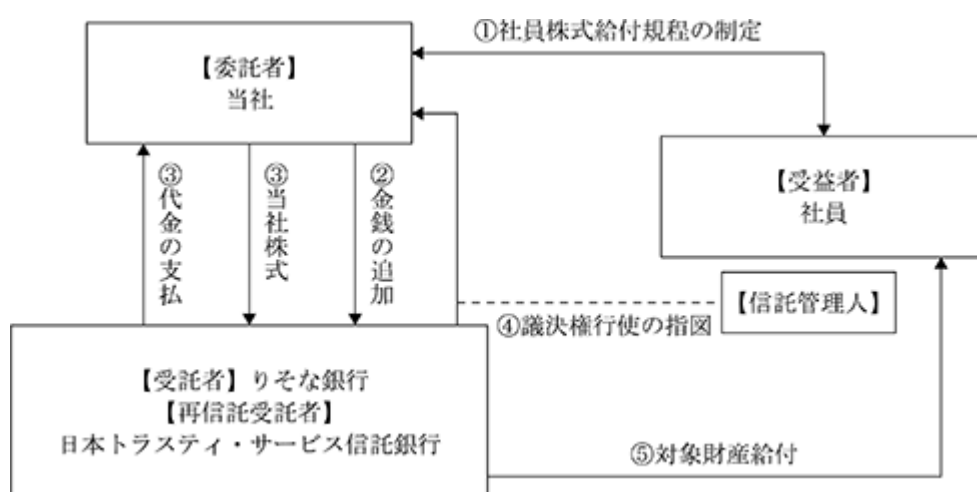 ①社員株式給付規程の制定
【委託者】
当社
③代金の支払
③当社株式
②金銭の追加
【受益者】
社員
【信託管理人】
④議決権行使の指図
【受託者】りそな銀行
【再信託受託者】
日本トラスティ・サービス信託銀行
⑤対象財産給付